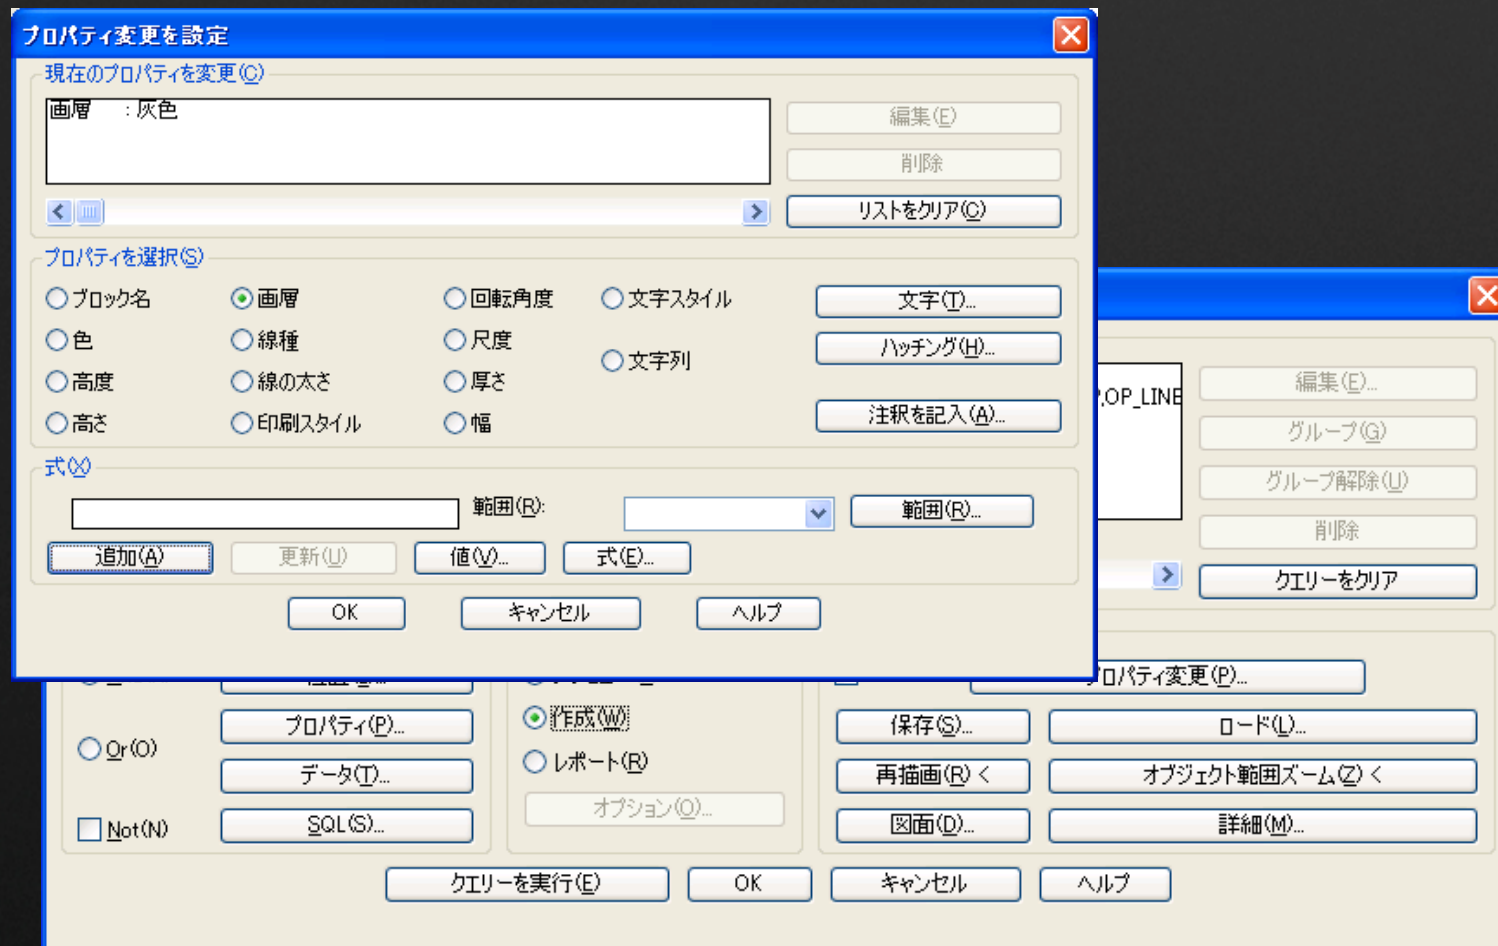 プロパティ変更を設定
現在のプロパティを変更(C)
画層 :灰色
編集(E)
削除
リストをクリア(C)
プロパティを選択(S)
ブロック名
画層
回転角度
文字スタイル
文字(T)...
色
線種
尺度
文字列
ハッチング(H)...
高度
線の太さ
厚さ
高さ
印刷スタイル
幅
注釈を記入(A)...
式(X)
範囲(R):
範囲(R)...
追加(A)
更新(U)
値(V)...
式(E)...
OK
キャンセル
ヘルプ
,OP_LINE
編集(E)...
グループ(G)
グループ解除(U)
削除
クエリーをクリア
プロパティ変更(P)...
プロパティ(P)...
作成(W)
保存(S)...
ロード(L)...
Or(O)
レポート(R)
データ(T)...
再描画(R) <
オブジェクト範囲ズーム(Z) <
オプション(O)...
Not(N)
SQL(S)...
図面(D)...
詳細(M)...
クエリーを実行(E)
OK
キャンセル
ヘルプ